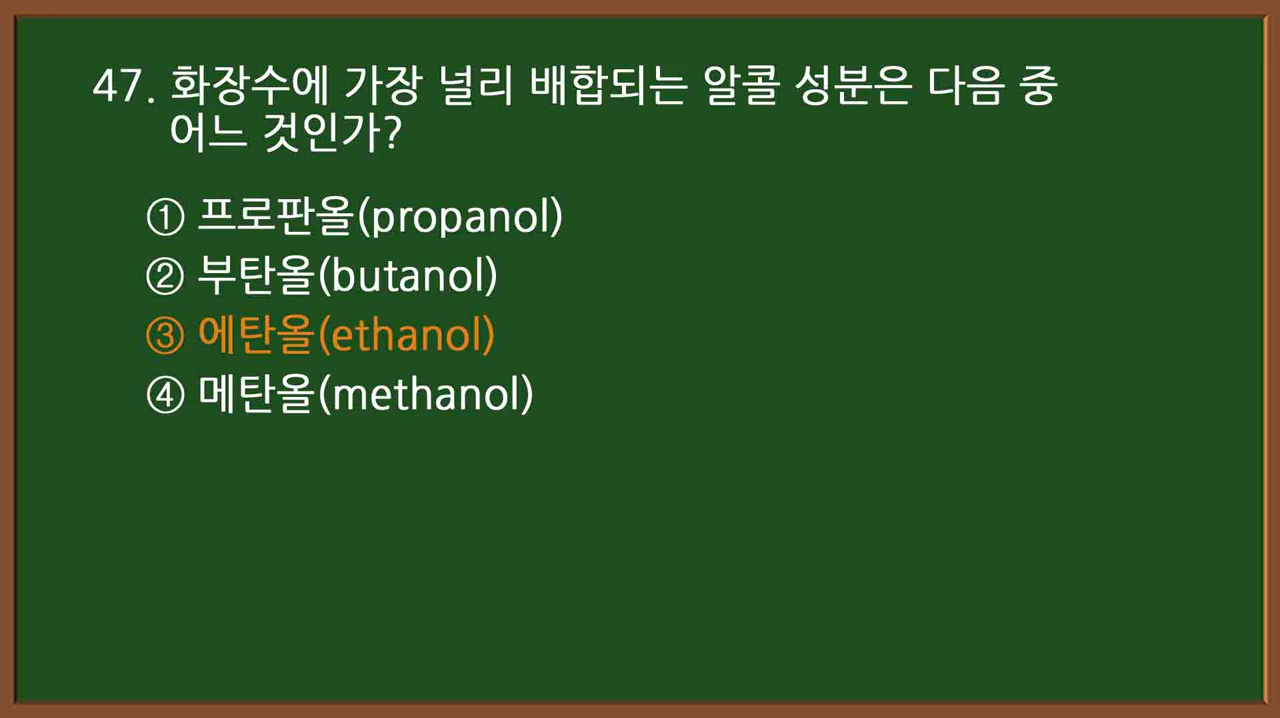 47. 화장수에 가장 널리 배합되는 알콜 성분은 다음 중
어느 것인가?
① 프로판올(propanol)
② 부탄올(butanol)
③ 에탄올(ethanol)
④ 메탄올(methanol)